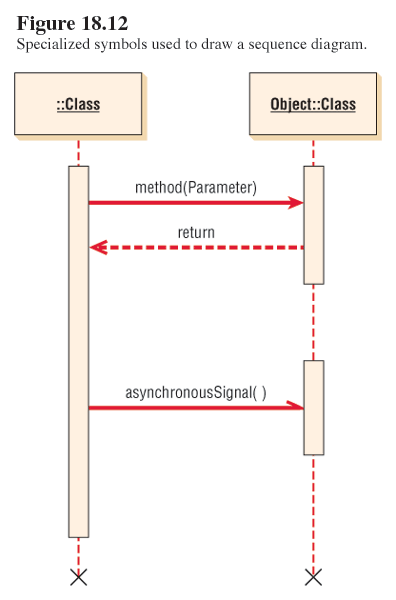 Figure 18.12
Specialized symbols used to draw a sequence diagram.
::Class
Object::Class
method(Parameter)
return
asynchronousSignal( )